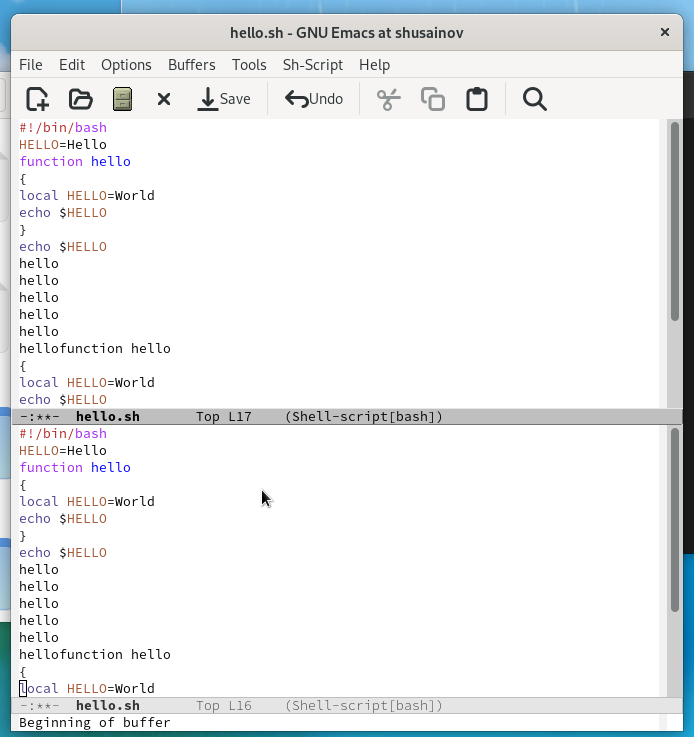 hello.sh - GNU Emacs at shusainov
File Edit Options Buffers Tools Sh-Script Help
Save Undo
#!/bin/bash
HELLO=Hello
function hello
{
local HELLO=World
echo $HELLO
}
echo $HELLO
hello
hello
hello
hello
hello
hellofunction hello
{
local HELLO=World
echo $HELLO
-:**- hello.sh Top L17 (Shell-script[bash])
#!/bin/bash
HELLO=Hello
function hello
{
local HELLO=World
echo $HELLO
}
echo $HELLO
hello
hello
hello
hello
hello
hellofunction hello
{
local HELLO=World
-:**- hello.sh Top L16 (Shell-script[bash])
Beginning of buffer